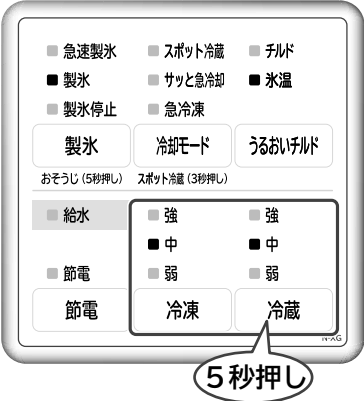 急速製氷 スポット冷蔵 チルド
製氷 サッと急冷却 氷温
製氷停止 急冷凍
製氷 冷却モード うるおいチルド
おそうじ（5秒押し） スポット冷蔵（3秒押し）
給水 強 強
中 中
節電 弱 弱
節電 冷凍 冷蔵
5秒押し